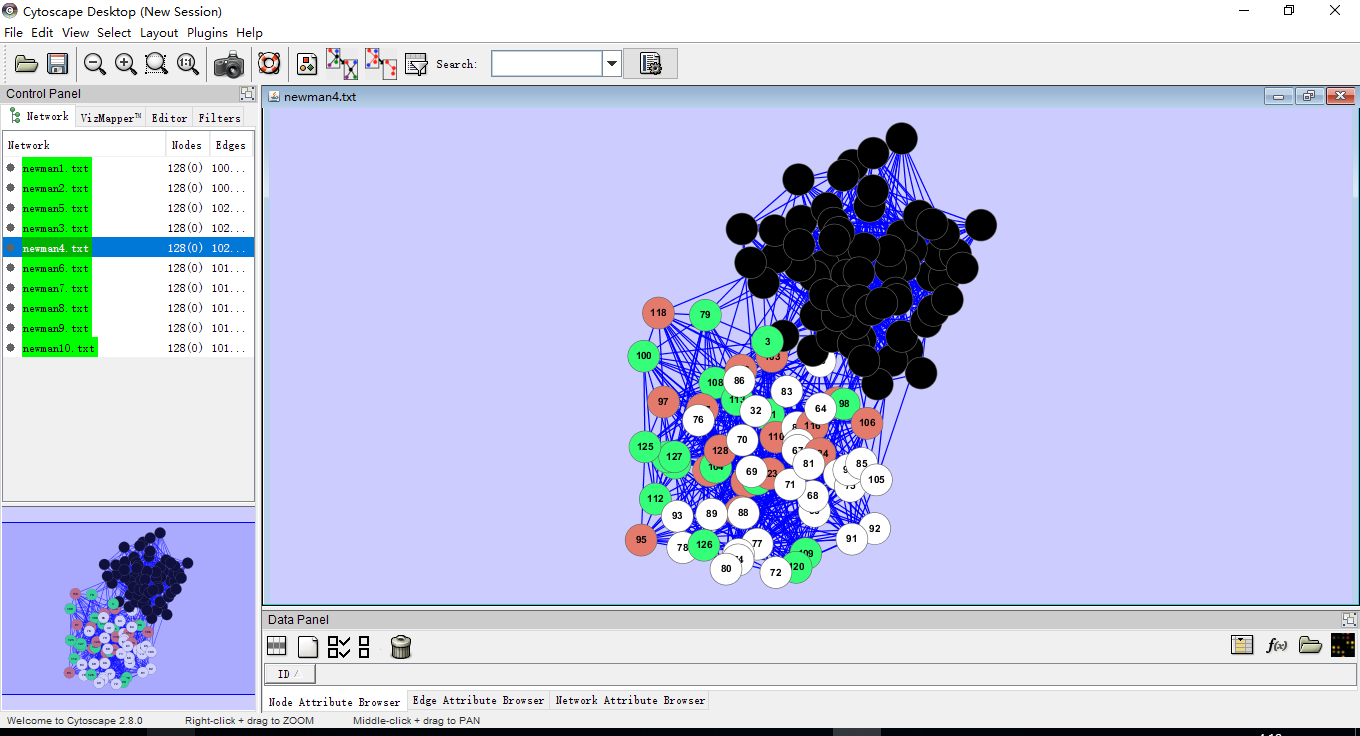 Cytoscape Desktop (New Session)
File Edit View Select Layout Plugins Help
1:1 Search:
Control Panel
newman4.txt
Network VizMapper™ Editor Filters
Network Nodes Edges
newman1.txt 128(0) 100...
newman2.txt 128(0) 100...
newman5.txt 128(0) 102...
newman3.txt 128(0) 102...
newman4.txt 128(0) 102...
newman6.txt 128(0) 101...
newman7.txt 128(0) 101...
newman8.txt 128(0) 101...
newman9.txt 128(0) 101...
newman10.txt 128(0) 101...
118 79
3
100
108 86 83
97 32 64 98
76 106
110
125 70
127 128 67
69 81 85
71 105
112 68
93 89 88
92
95 78 126 77 91
109
80 72 120
Data Panel
f(x)
ID /
Node Attribute Browser Edge Attribute Browser Network Attribute Browser
Welcome to Cytoscape 2.8.0 Right-click + drag to ZOOM Middle-click + drag to PAN